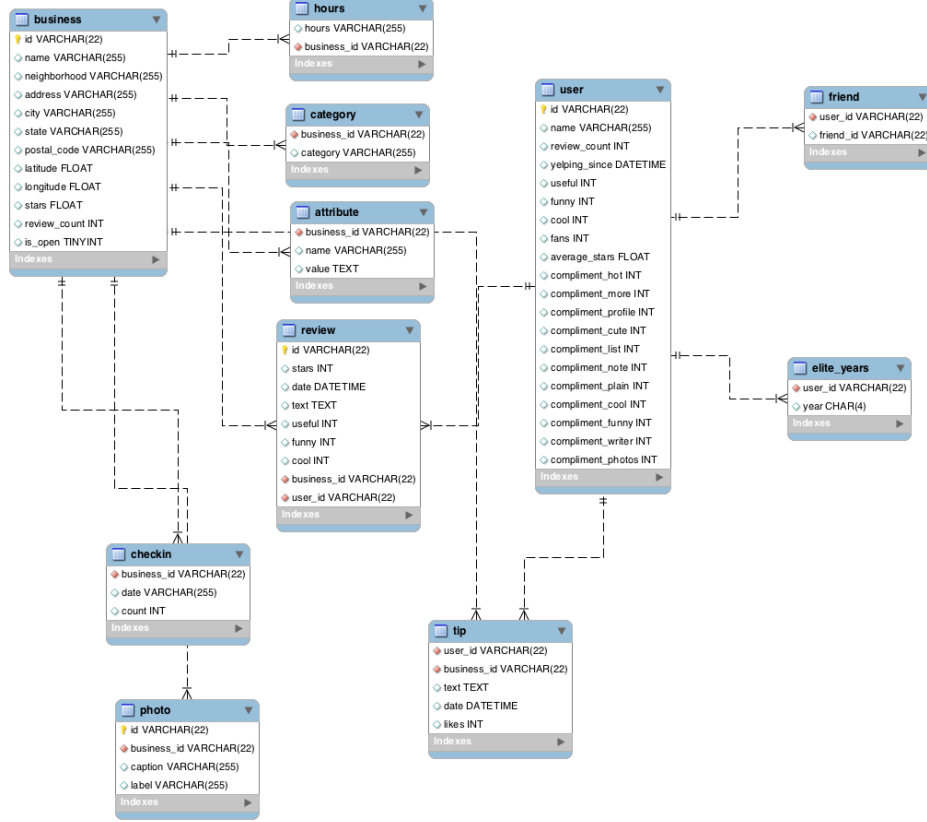 business
id VARCHAR(22)
name VARCHAR(255)
neighborhood VARCHAR(255)
address VARCHAR(255)
city VARCHAR(255)
state VARCHAR(255)
postal_code VARCHAR(255)
latitude FLOAT
longitude FLOAT
stars FLOAT
review_count INT
is_open TINYINT
Indexes
hours
hours VARCHAR(255)
business_id VARCHAR(22)
Indexes
category
business_id VARCHAR(22)
category VARCHAR(255)
Indexes
attribute
business_id VARCHAR(22)
name VARCHAR(255)
value TEXT
Indexes
review
id VARCHAR(22)
stars INT
date DATETIME
text TEXT
useful INT
funny INT
cool INT
business_id VARCHAR(22)
user_id VARCHAR(22)
Indexes
user
id VARCHAR(22)
name VARCHAR(255)
review_count INT
yelping_since DATETIME
useful INT
funny INT
cool INT
fans INT
average_stars FLOAT
compliment_hot INT
compliment_more INT
compliment_profile INT
compliment_cute INT
compliment_list INT
compliment_note INT
compliment_plain INT
compliment_cool INT
compliment_funny INT
compliment_writer INT
compliment_photos INT
Indexes
friend
user_id VARCHAR(22)
friend_id VARCHAR(22)
Indexes
elite_years
user_id VARCHAR(22)
year CHAR(4)
Indexes
checkin
business_id VARCHAR(22)
date VARCHAR(255)
count INT
Indexes
tip
user_id VARCHAR(22)
business_id VARCHAR(22)
text TEXT
date DATETIME
likes INT
Indexes
photo
id VARCHAR(22)
business_id VARCHAR(22)
caption VARCHAR(255)
label VARCHAR(255)
Indexes